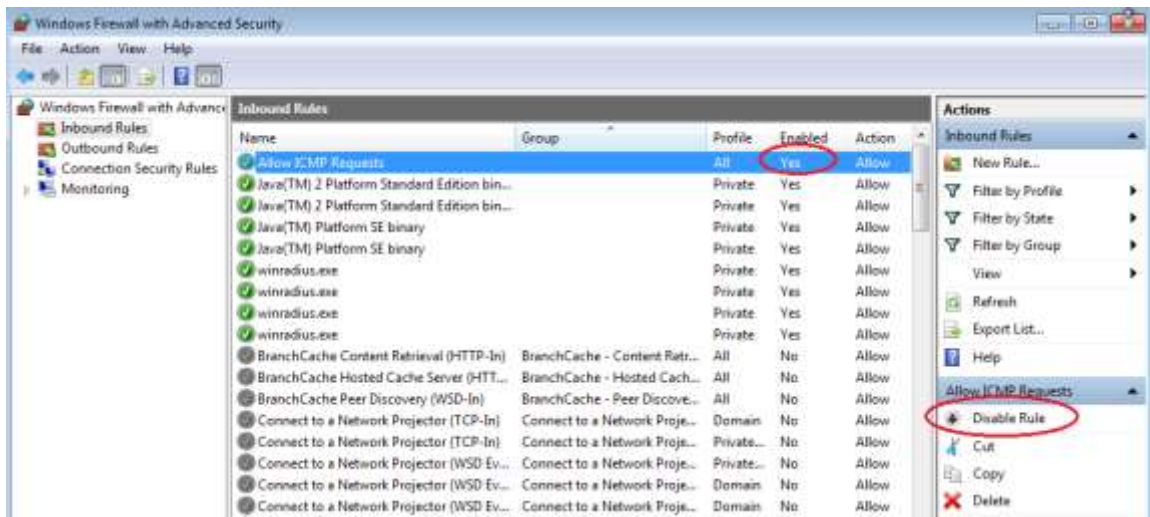 Windows Firewall with Advanced Security
File Action View Help
Windows Firewall with Advance
Inbound Rules
Outbound Rules
Connection Security Rules
Monitoring
Inbound Rules
Name Group Profile Enabled Action
Allow ICMP Requests All Yes Allow
Java(TM) 2 Platform Standard Edition bin... Private Yes Allow
Java(TM) 2 Platform Standard Edition bin... Private Yes Allow
Java(TM) Platform SE binary Private Yes Allow
Java(TM) Platform SE binary Private Yes Allow
winradius.exe Private Yes Allow
winradius.exe Private Yes Allow
winradius.exe Private Yes Allow
winradius.exe Private Yes Allow
BranchCache Content Retrieval (HTTP-In) BranchCache - Content Retr... All No Allow
BranchCache Hosted Cache Server (HTT... BranchCache - Hosted Cach... All No Allow
BranchCache Peer Discovery (WSD-In) BranchCache - Peer Discove... All No Allow
Connect to a Network Projector (TCP-In) Connect to a Network Proje... Domain No Allow
Connect to a Network Projector (TCP-In) Connect to a Network Proje... Private... No Allow
Connect to a Network Projector (WSD Ev... Connect to a Network Proje... Private... No Allow
Connect to a Network Projector (WSD Ev... Connect to a Network Proje... Domain No Allow
Connect to a Network Projector (WSD Ev... Connect to a Network Proje... Domain No Allow
Actions
Inbound Rules
New Rule...
Filter by Profile
Filter by State
Filter by Group
View
Refresh
Export List...
Help
Allow ICMP Requests
Disable Rule
Cut
Copy
Delete